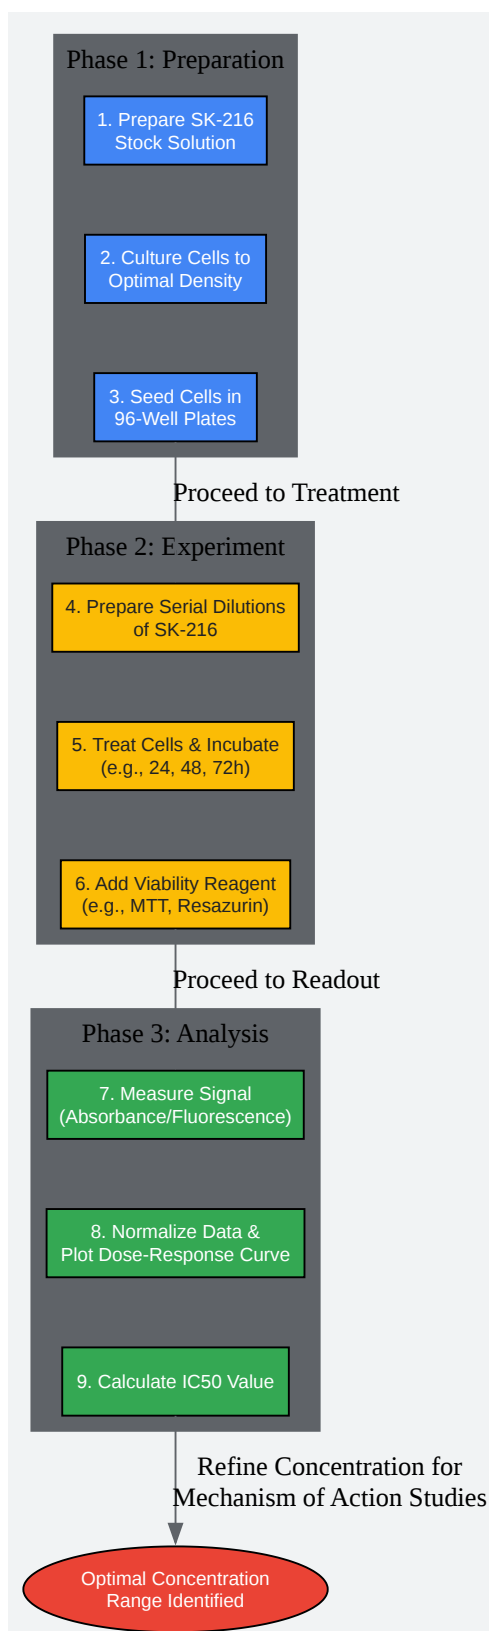 Phase 1: Preparation
1. Prepare SK-216
Stock Solution
2. Culture Cells to
Optimal Density
3. Seed Cells in
96-Well Plates
Proceed to Treatment
Phase 2: Experiment
4. Prepare Serial Dilutions
of SK-216
5. Treat Cells & Incubate
(e.g., 24, 48, 72h)
6. Add Viability Reagent
(e.g., MTT, Resazurin)
Proceed to Readout
Phase 3: Analysis
7. Measure Signal
(Absorbance/Fluorescence)
8. Normalize Data &
Plot Dose-Response Curve
9. Calculate IC50 Value
Refine Concentration for
Mechanism of Action Studies
Optimal Concentration
Range Identified